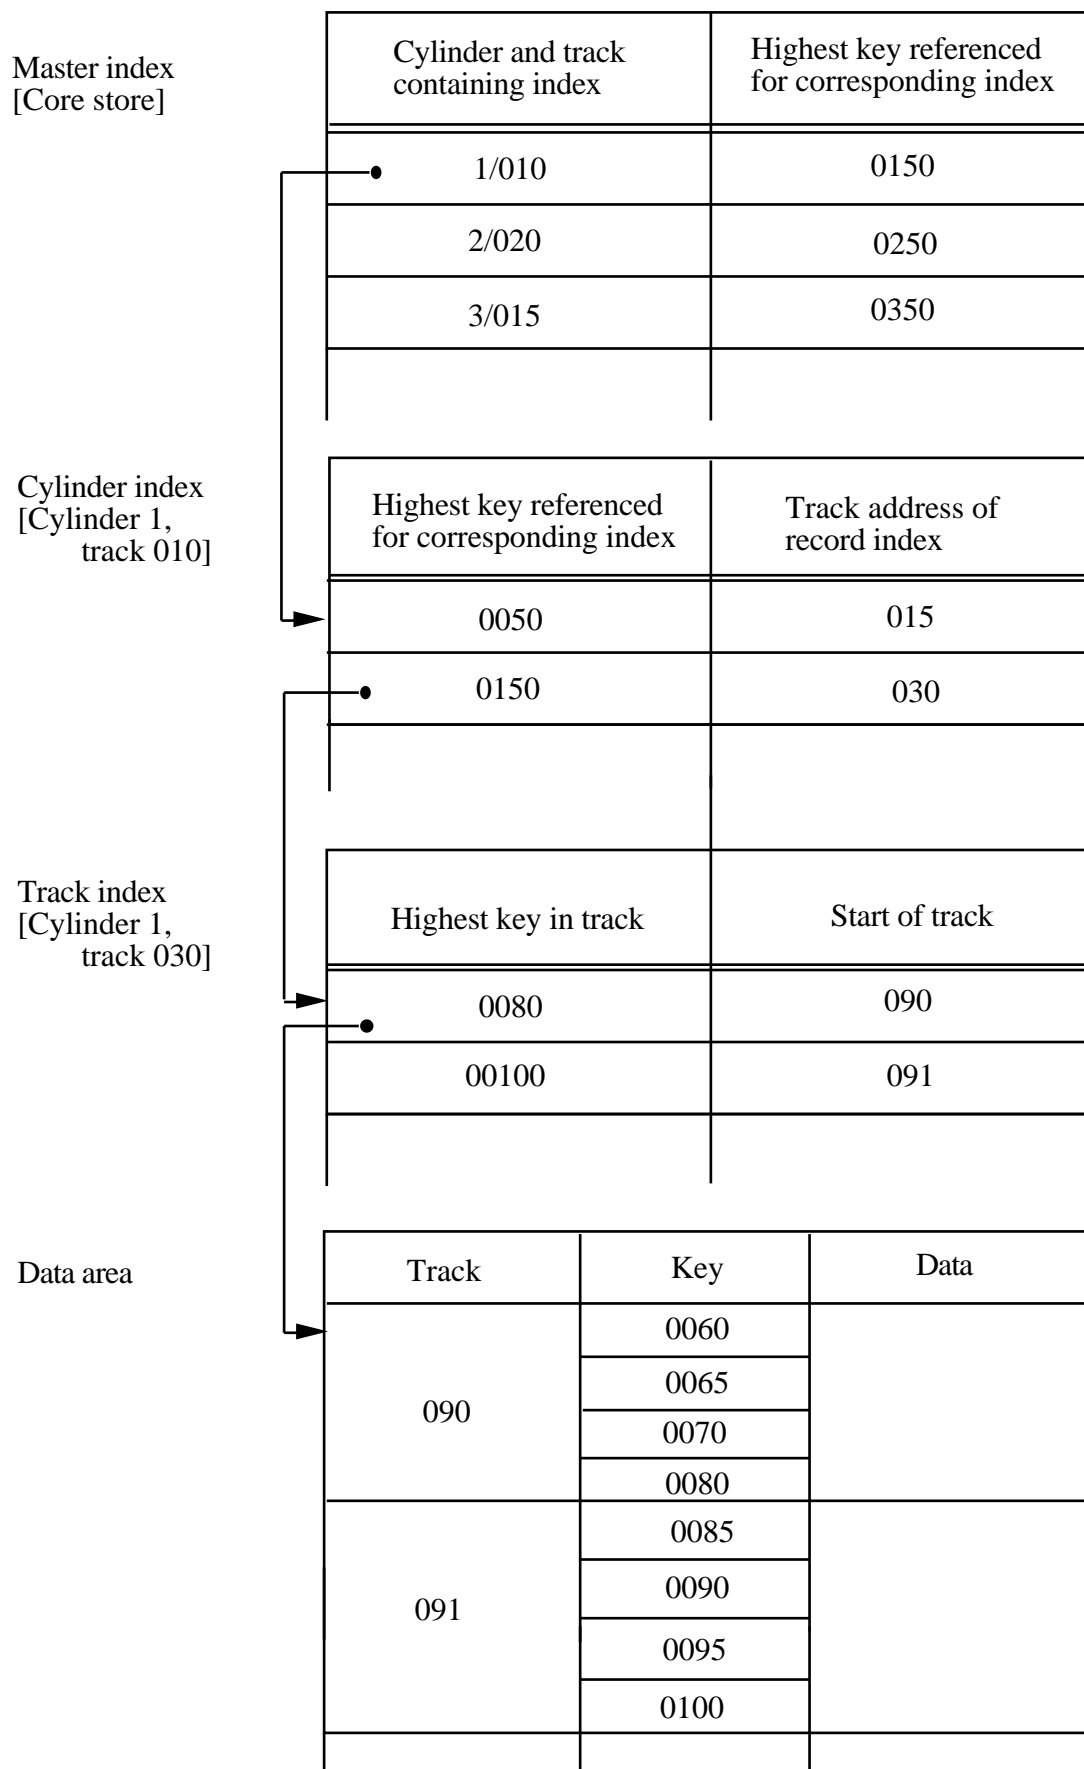 Master index
[Core store]
Cylinder and track
containing index
Highest key referenced
for corresponding index
1/010
0150
2/020
0250
3/015
0350
Cylinder index
[Cylinder 1,
track 010]
Highest key referenced
for corresponding index
Track address of
record index
0050
015
0150
030
Track index
[Cylinder 1,
track 030]
Highest key in track
Start of track
0080
090
00100
091
Data area
Track
Key
Data
090
0060
0065
0070
0080
091
0085
0090
0095
0100